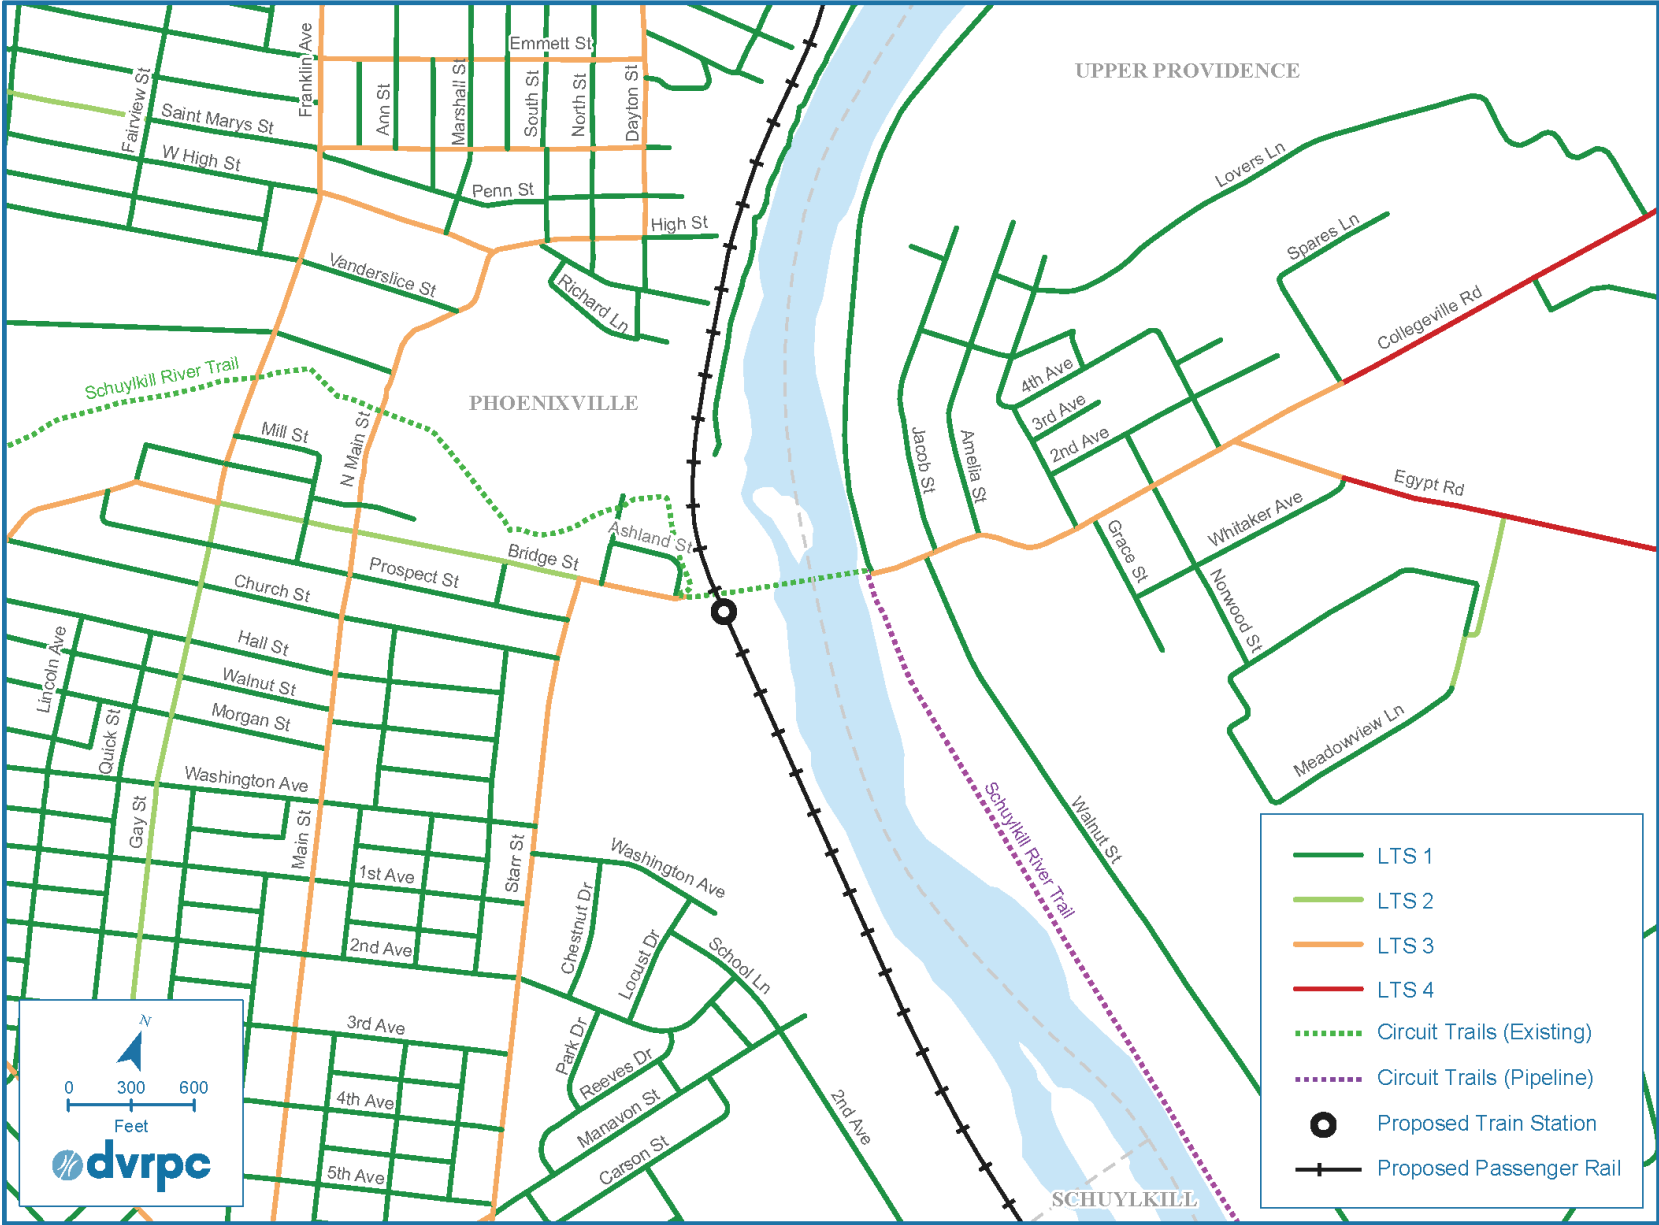 Emmett St
Franklin Ave
UPPER PROVIDENCE
Fairview St
Ann St
Marshall St
South St
North St
Dayton St
Saint Marys St
W High St
Lovers Ln
Penn St
High St
Spares Ln
Vanderslice St
Richard Ln
Collegeville Rd
Schuylkill River Trail
PHOENIXVILLE
4th Ave
3rd Ave
2nd Ave
Mill St
N Main St
Jacob St
Amelia St
Egypt Rd
Whitaker Ave
Ashland St
Bridge St
Grace St
Prospect St
Church St
Norwood St
Lincoln Ave
Hall St
Walnut St
Morgan St
Quick St
Meadowview Ln
Washington Ave
Gay St
Main St
Starr St
Schuylkill River Trail
Walnut St
1st Ave
Washington Ave
Chestnut Dr
Locust Dr
School Ln
2nd Ave
3rd Ave
Park Dr
Reeves Dr
4th Ave
Manavon St
Carson St
2nd Ave
5th Ave
SCHUYLKILL
N
0 300 600
Feet
dvrpc
LTS 1
LTS 2
LTS 3
LTS 4
Circuit Trails (Existing)
Circuit Trails (Pipeline)
Proposed Train Station
Proposed Passenger Rail